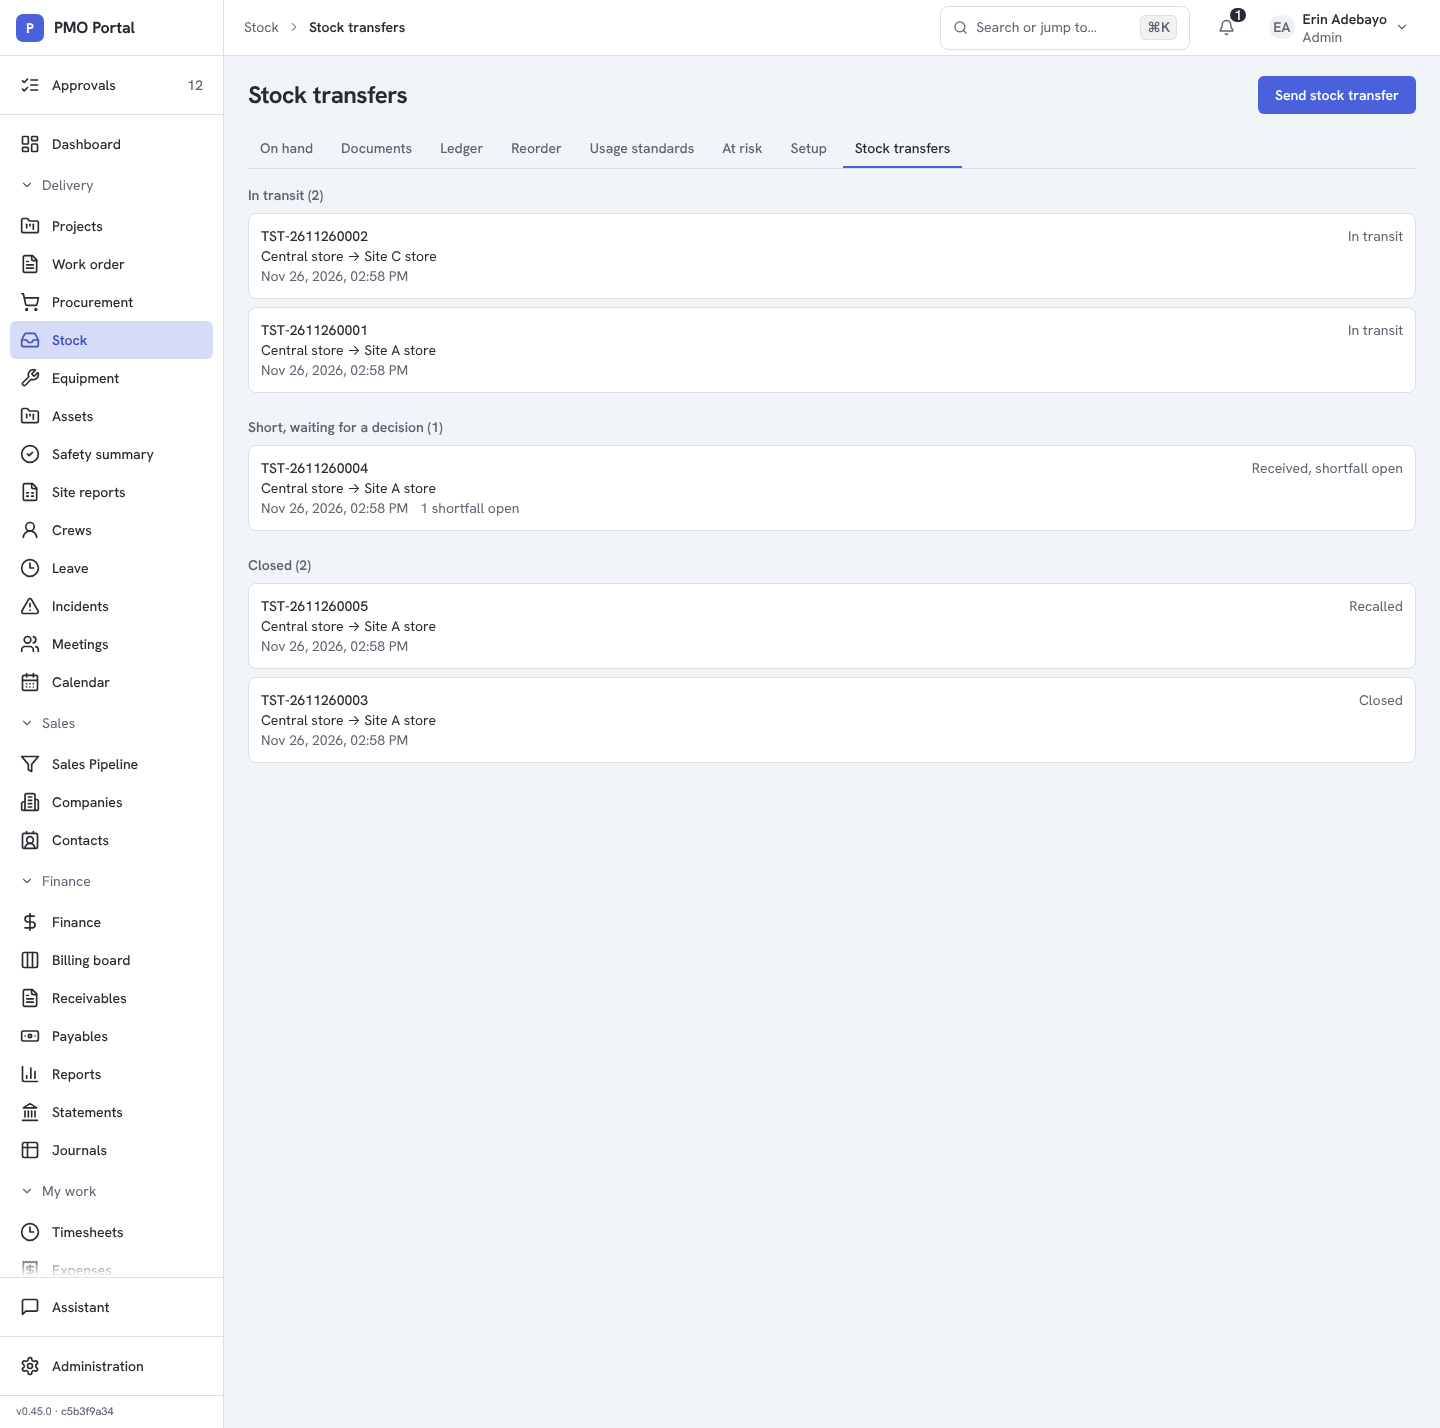 P PMO Portal
Approvals 12
Dashboard
Delivery
Projects
Work order
Procurement
Stock
Equipment
Assets
Safety summary
Site reports
Crews
Leave
Incidents
Meetings
Calendar
Sales
Sales Pipeline
Companies
Contacts
Finance
Finance
Billing board
Receivables
Payables
Reports
Statements
Journals
My work
Timesheets
Expenses
Assistant
Administration
v0.45.0 · c5b3f9a34
Stock > Stock transfers
Search or jump to... ⌘K
1
EA Erin Adebayo
Admin
Stock transfers
Send stock transfer
On hand Documents Ledger Reorder Usage standards At risk Setup Stock transfers
In transit (2)
TST-2611260002 In transit
Central store → Site C store
Nov 26, 2026, 02:58 PM
TST-2611260001 In transit
Central store → Site A store
Nov 26, 2026, 02:58 PM
Short, waiting for a decision (1)
TST-2611260004 Received, shortfall open
Central store → Site A store
Nov 26, 2026, 02:58 PM 1 shortfall open
Closed (2)
TST-2611260005 Recalled
Central store → Site A store
Nov 26, 2026, 02:58 PM
TST-2611260003 Closed
Central store → Site A store
Nov 26, 2026, 02:58 PM